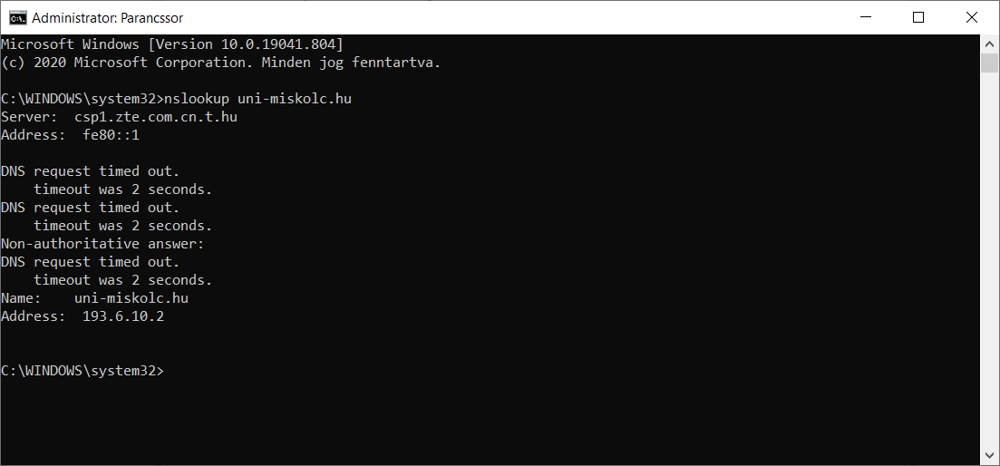 Administrator: Parancssor
Microsoft Windows [Version 10.0.19041.804]
(c) 2020 Microsoft Corporation. Minden jog fenntartva.
C:\WINDOWS\system32>nslookup uni-miskolc.hu
Server:  csp1.zte.com.cn.t.hu
Address:  fe80::1
DNS request timed out.
    timeout was 2 seconds.
DNS request timed out.
    timeout was 2 seconds.
Non-authoritative answer:
DNS request timed out.
    timeout was 2 seconds.
Name:    uni-miskolc.hu
Address:  193.6.10.2
C:\WINDOWS\system32>